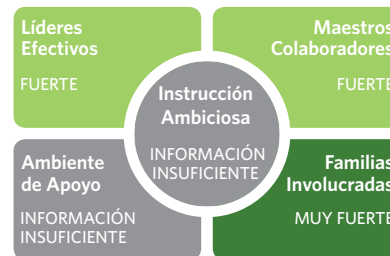 Líderes
Efectivos
FUERTE
Maestros
Colaboradores
FUERTE
Instrucción
Ambiciosa
INFORMACIÓN
INSUFICIENTE
Ambiente
de Apoyo
INFORMACIÓN
INSUFICIENTE
Familias
Involucradas
MUY FUERTE